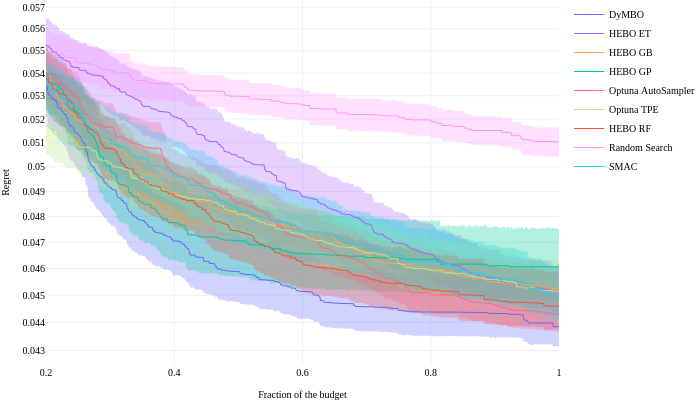 0.057
0.056
0.055
0.054
0.053
0.052
0.051
0.05
0.049
0.048
0.047
0.046
0.045
0.044
0.043
Regret
0.2
0.4
0.6
0.8
1
Fraction of the budget
DyMBO
HEBO ET
HEBO GB
HEBO GP
Optuna AutoSampler
Optuna TPE
HEBO RF
Random Search
SMAC